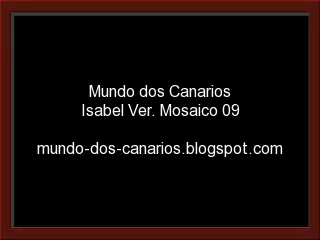 Mundo dos Canarios
Isabel Ver. Mosaico 09
mundo-dos-canarios.blogspot.com